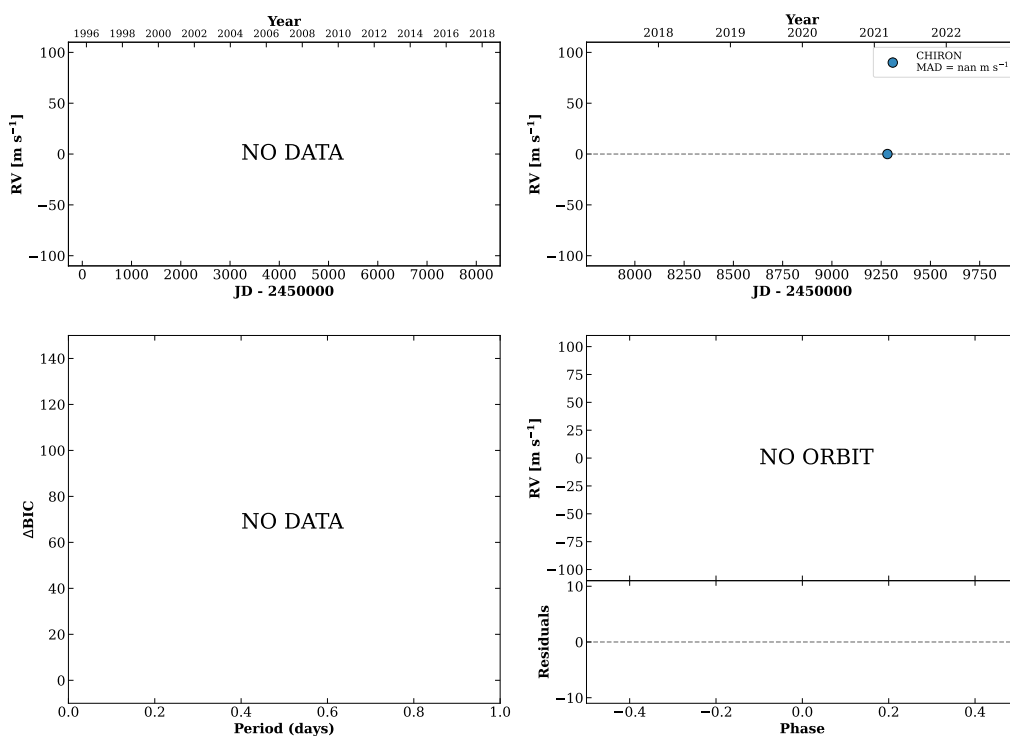 Year
1996 1998 2000 2002 2004 2006 2008 2010 2012 2014 2016 2018
RV [m s⁻¹]
100
50
0
−50
−100
NO DATA
0 1000 2000 3000 4000 5000 6000 7000 8000
JD - 2450000
Year
2018 2019 2020 2021 2022
RV [m s⁻¹]
100
50
0
−50
−100
CHIRON
MAD = nan m s⁻¹
8000 8250 8500 8750 9000 9250 9500 9750
JD - 2450000
ΔBIC
140
120
100
80
60
40
20
0
NO DATA
0.0 0.2 0.4 0.6 0.8 1.0
Period (days)
RV [m s⁻¹]
100
75
50
25
0
−25
−50
−75
−100
NO ORBIT
Residuals
10
0
−10
−0.4 −0.2 0.0 0.2 0.4
Phase